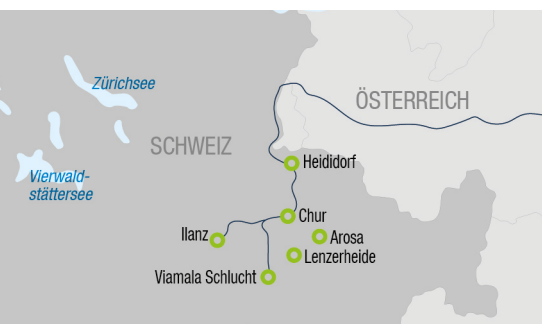 Zürichsee
ÖSTERREICH
SCHWEIZ
Heididorf
Vierwald-
stättersee
Chur
Ilanz
Arosa
Lenzerheide
Viamala Schlucht